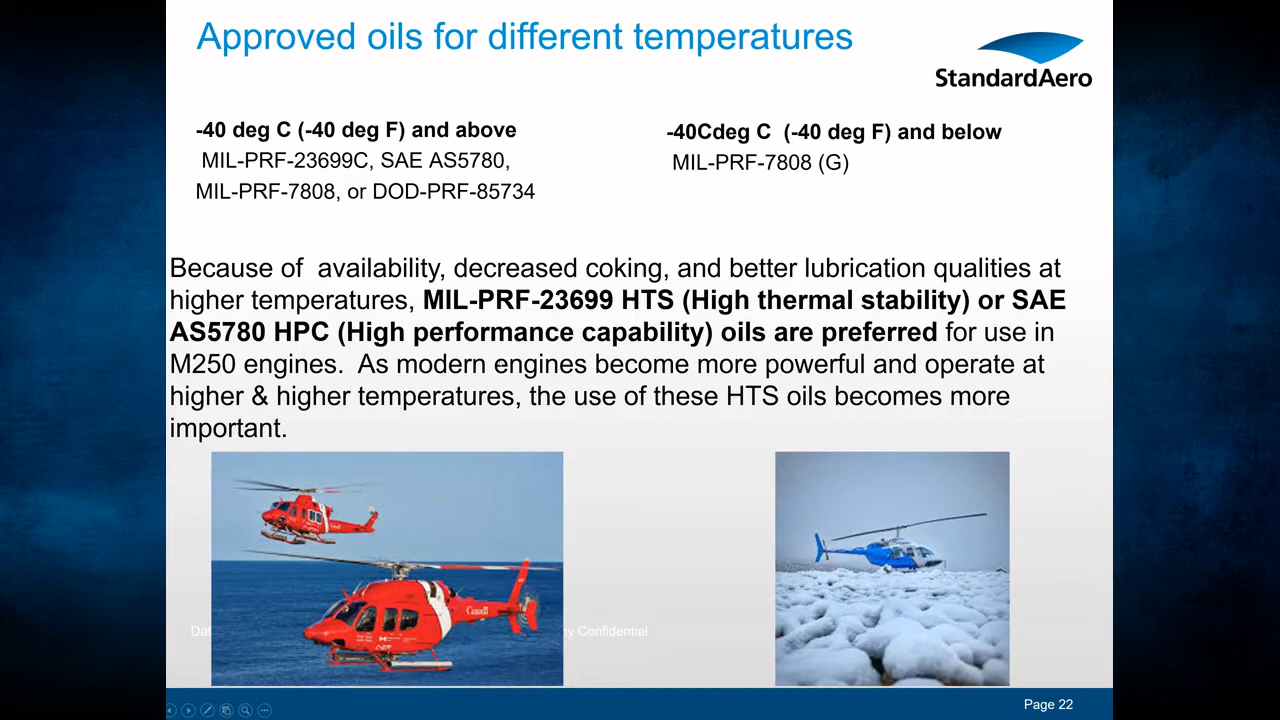 Approved oils for different temperatures
StandardAero
-40 deg C (-40 deg F) and above
MIL-PRF-23699C, SAE AS5780,
MIL-PRF-7808, or DOD-PRF-85734
-40Cdeg C (-40 deg F) and below
MIL-PRF-7808 (G)
Because of availability, decreased coking, and better lubrication qualities at
higher temperatures, MIL-PRF-23699 HTS (High thermal stability) or SAE
AS5780 HPC (High performance capability) oils are preferred for use in
M250 engines. As modern engines become more powerful and operate at
higher & higher temperatures, the use of these HTS oils becomes more
important.
Canada
Confidential
Page 22